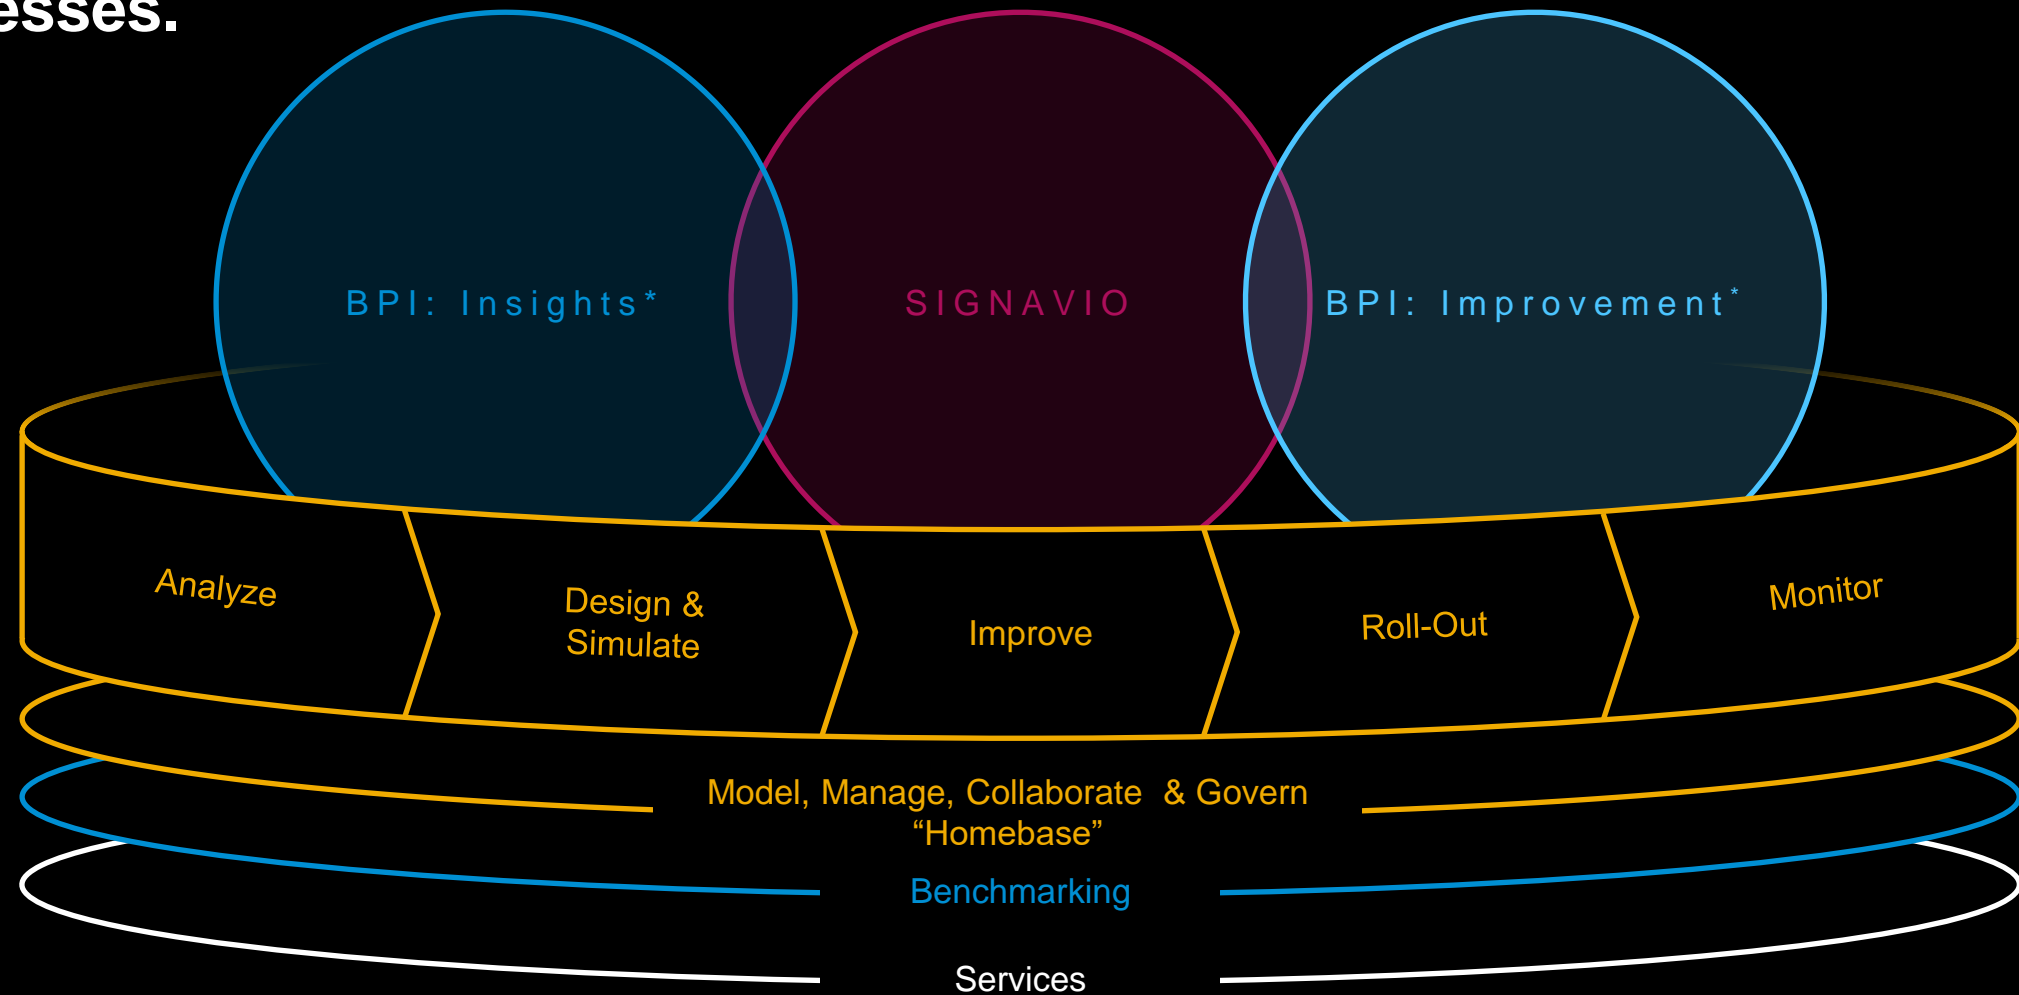 esses.
BPI: Insights*
SIGNAVIO
BPI: Improvement*
Analyze
Design &
Simulate
Improve
Roll-Out
Monitor
Model, Manage, Collaborate  & Govern
“Homebase”
Benchmarking
Services